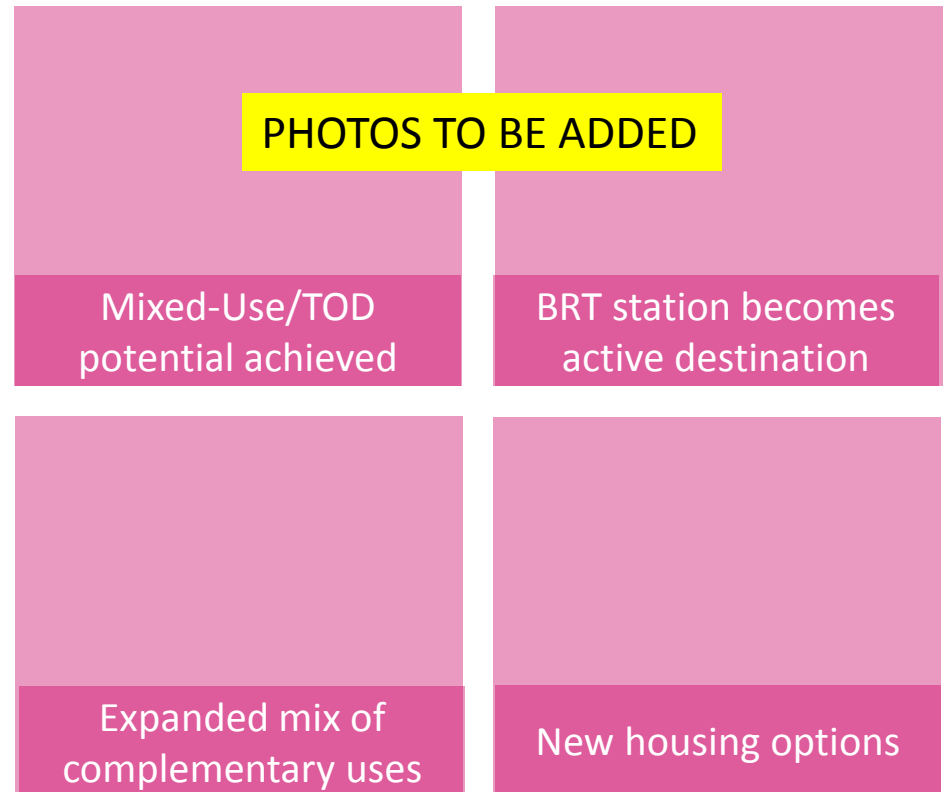 PHOTOS TO BE ADDED
Mixed-Use/TOD
potential achieved
BRT station becomes
active destination
Expanded mix of
complementary uses
New housing options